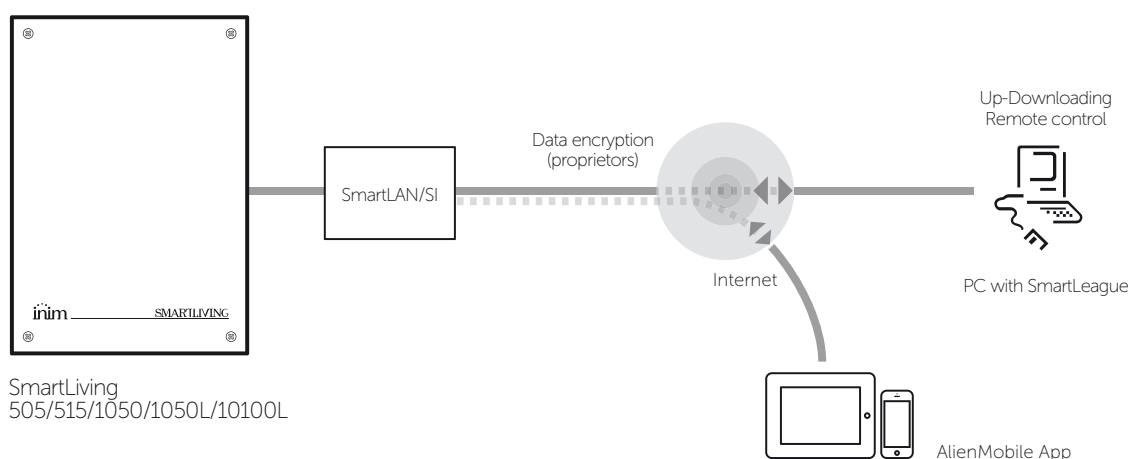 inim SMARTLIVING
SmartLiving
505/515/1050/1050L/10100L
SmartLAN/SI
Data encryption
(proprietors)
Internet
Up-Downloading
Remote control
PC with SmartLeague
AlienMobile App